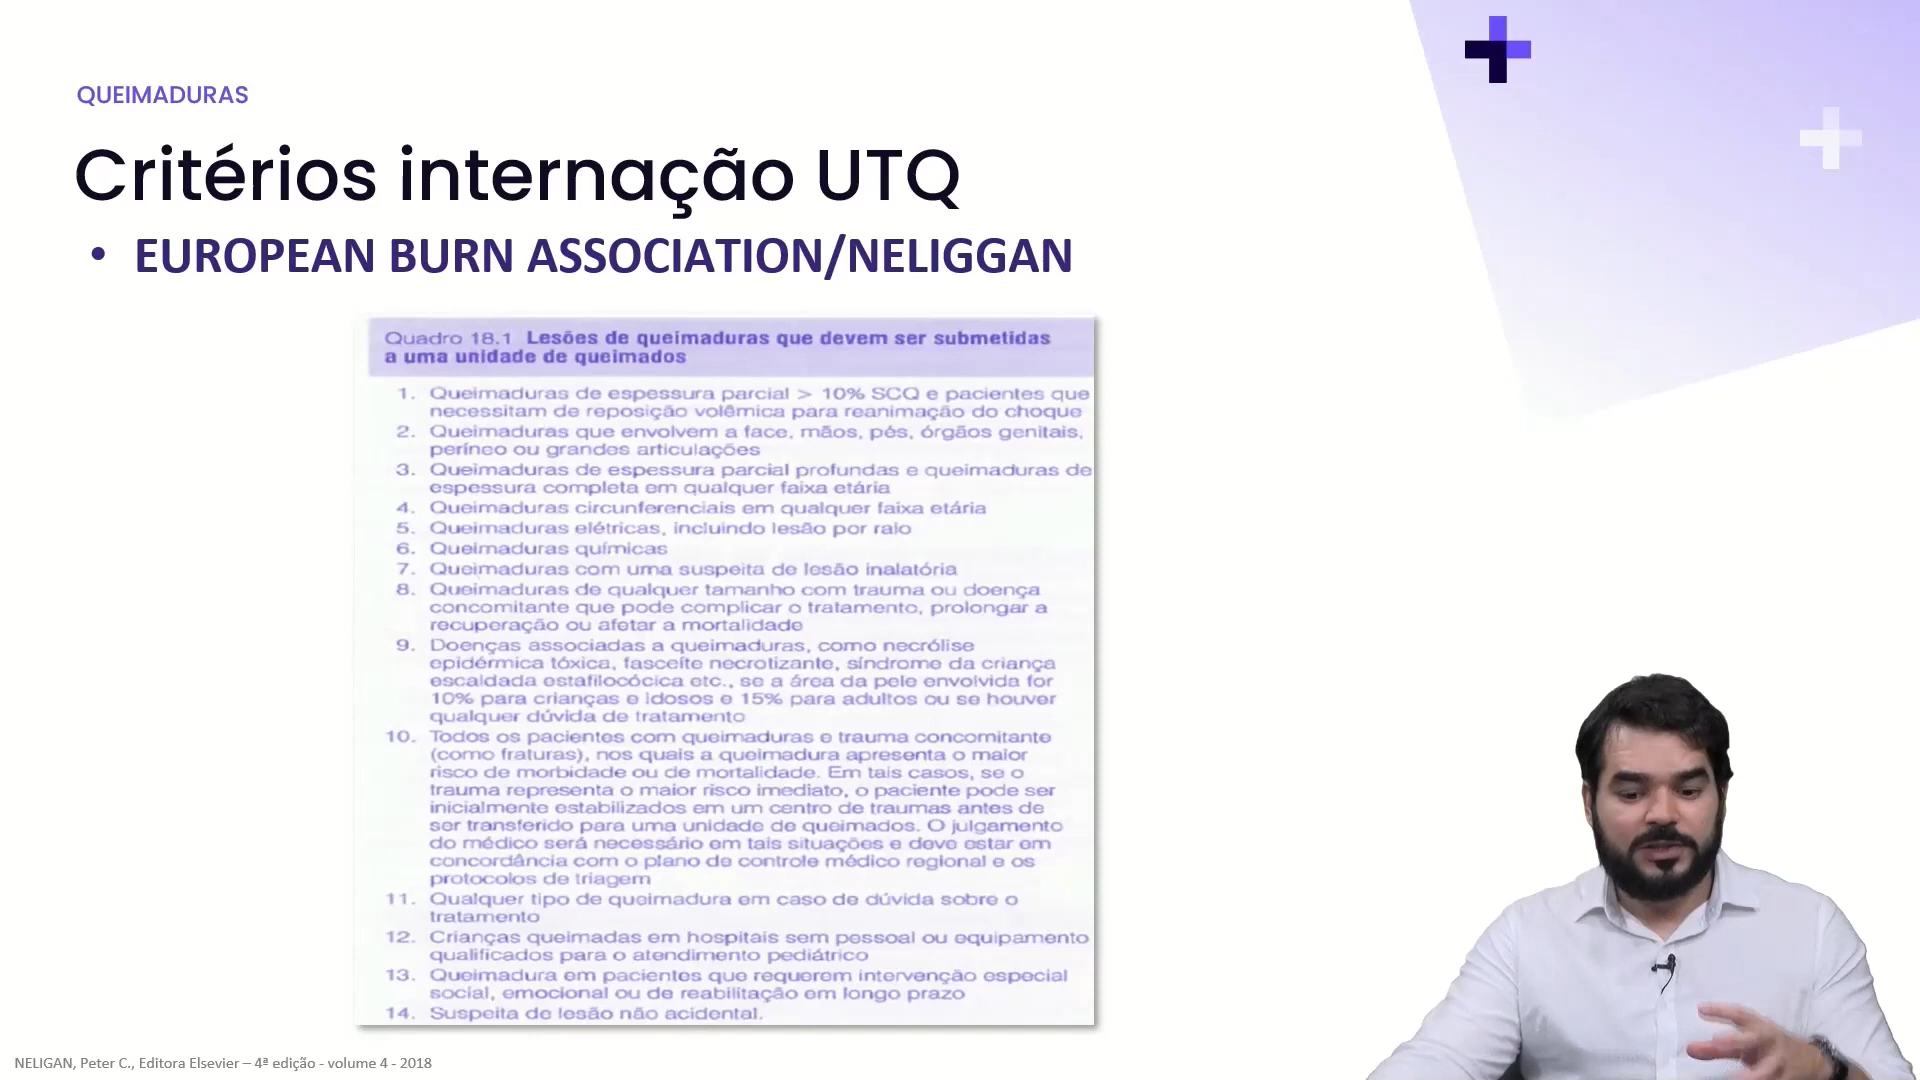 QUEIMADURAS
Critérios internação UTQ
• EUROPEAN BURN ASSOCIATION/NELIGGAN
Quadro 18.1 Lesões de queimaduras que devem ser submetidas
a uma unidade de queimados
1. Queimaduras de espessura parcial > 10% SCQ e pacientes que
necessitam de reposição volêmica para reanimação do choque
2. Queimaduras que envolvem a face, mãos, pés, órgãos genitais,
períneo ou grandes articulações
3. Queimaduras de espessura parcial profundas e queimaduras de
espessura completa em qualquer faixa etária
4. Queimaduras circunferenciais em qualquer faixa etária
5. Queimaduras elétricas, incluindo lesão por raio
6. Queimaduras químicas
7. Queimaduras com uma suspeita de lesão inalatória
8. Queimaduras de qualquer tamanho com trauma ou doença
concomitante que pode complicar o tratamento, prolongar a
recuperação ou afetar a mortalidade
9. Doenças associadas a queimaduras, como necrólise
epidérmica tóxica, fasceíte necrotizante, síndrome da criança
escaldada estafilocócica etc., se a área da pele envolvida for
10% para crianças e idosos e 15% para adultos ou se houver
qualquer dúvida de tratamento
10. Todos os pacientes com queimaduras e trauma concomitante
(como fraturas), nos quais a queimadura apresenta o maior
risco de morbidade ou de mortalidade. Em tais casos, se o
trauma representa o maior risco imediato, o paciente pode ser
inicialmente estabilizados em um centro de traumas antes de
ser transferido para uma unidade de queimados. O julgamento
do médico será necessário em tais situações e deve estar em
concordância com o plano de controle médico regional e os
protocolos de triagem
11. Qualquer tipo de queimadura em caso de dúvida sobre o
tratamento
12. Crianças queimadas em hospitais sem pessoal ou equipamento
qualificados para o atendimento pediátrico
13. Queimadura em pacientes que requerem intervenção especial
social, emocional ou de reabilitação em longo prazo
14. Suspeita de lesão não acidental.
NELIGAN, Peter C., Editora Elsevier – 4ª edição - volume 4 - 2018